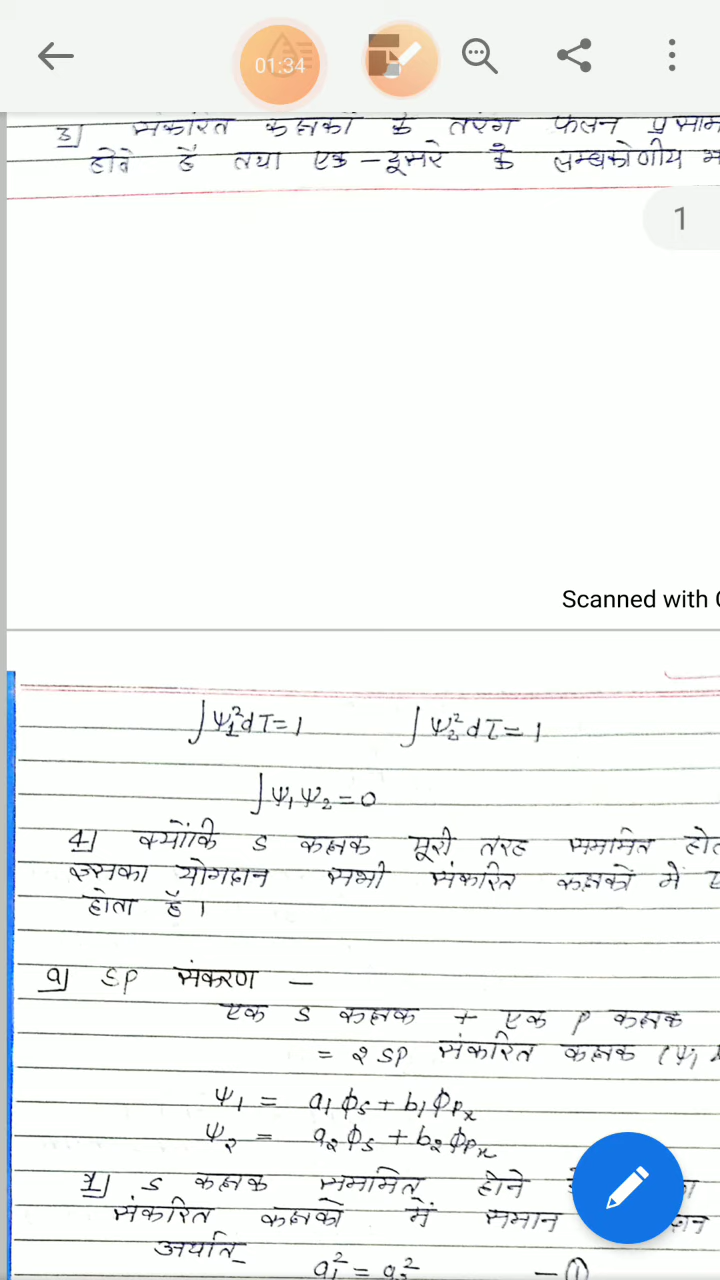 01:34
3] संकरित कक्षकों के तरंग फलन प्रसाम
होते हैं तथा एक-दूसरे के लम्बकोणीय भ
1
Scanned with
∫ψ₁²dτ=1 ∫ψ₂²dτ=1
∫ψ₁ψ₂=0
4] क्योंकि s कक्षक पूरी तरह सममित होत
इसका योगदान सभी संकरित कक्षकों में ए
होता है।
a] sp संकरण –
एक s कक्षक + एक p कक्षक
= 2 sp संकरित कक्षक (ψ₁
ψ₁ = a₁ϕs + b₁ϕpx
ψ₂ = a₂ϕs + b₂ϕpx
s कक्षक सममित होने
संकरित कक्षकों में समान
अर्थात्
a₁² = a₂² –①